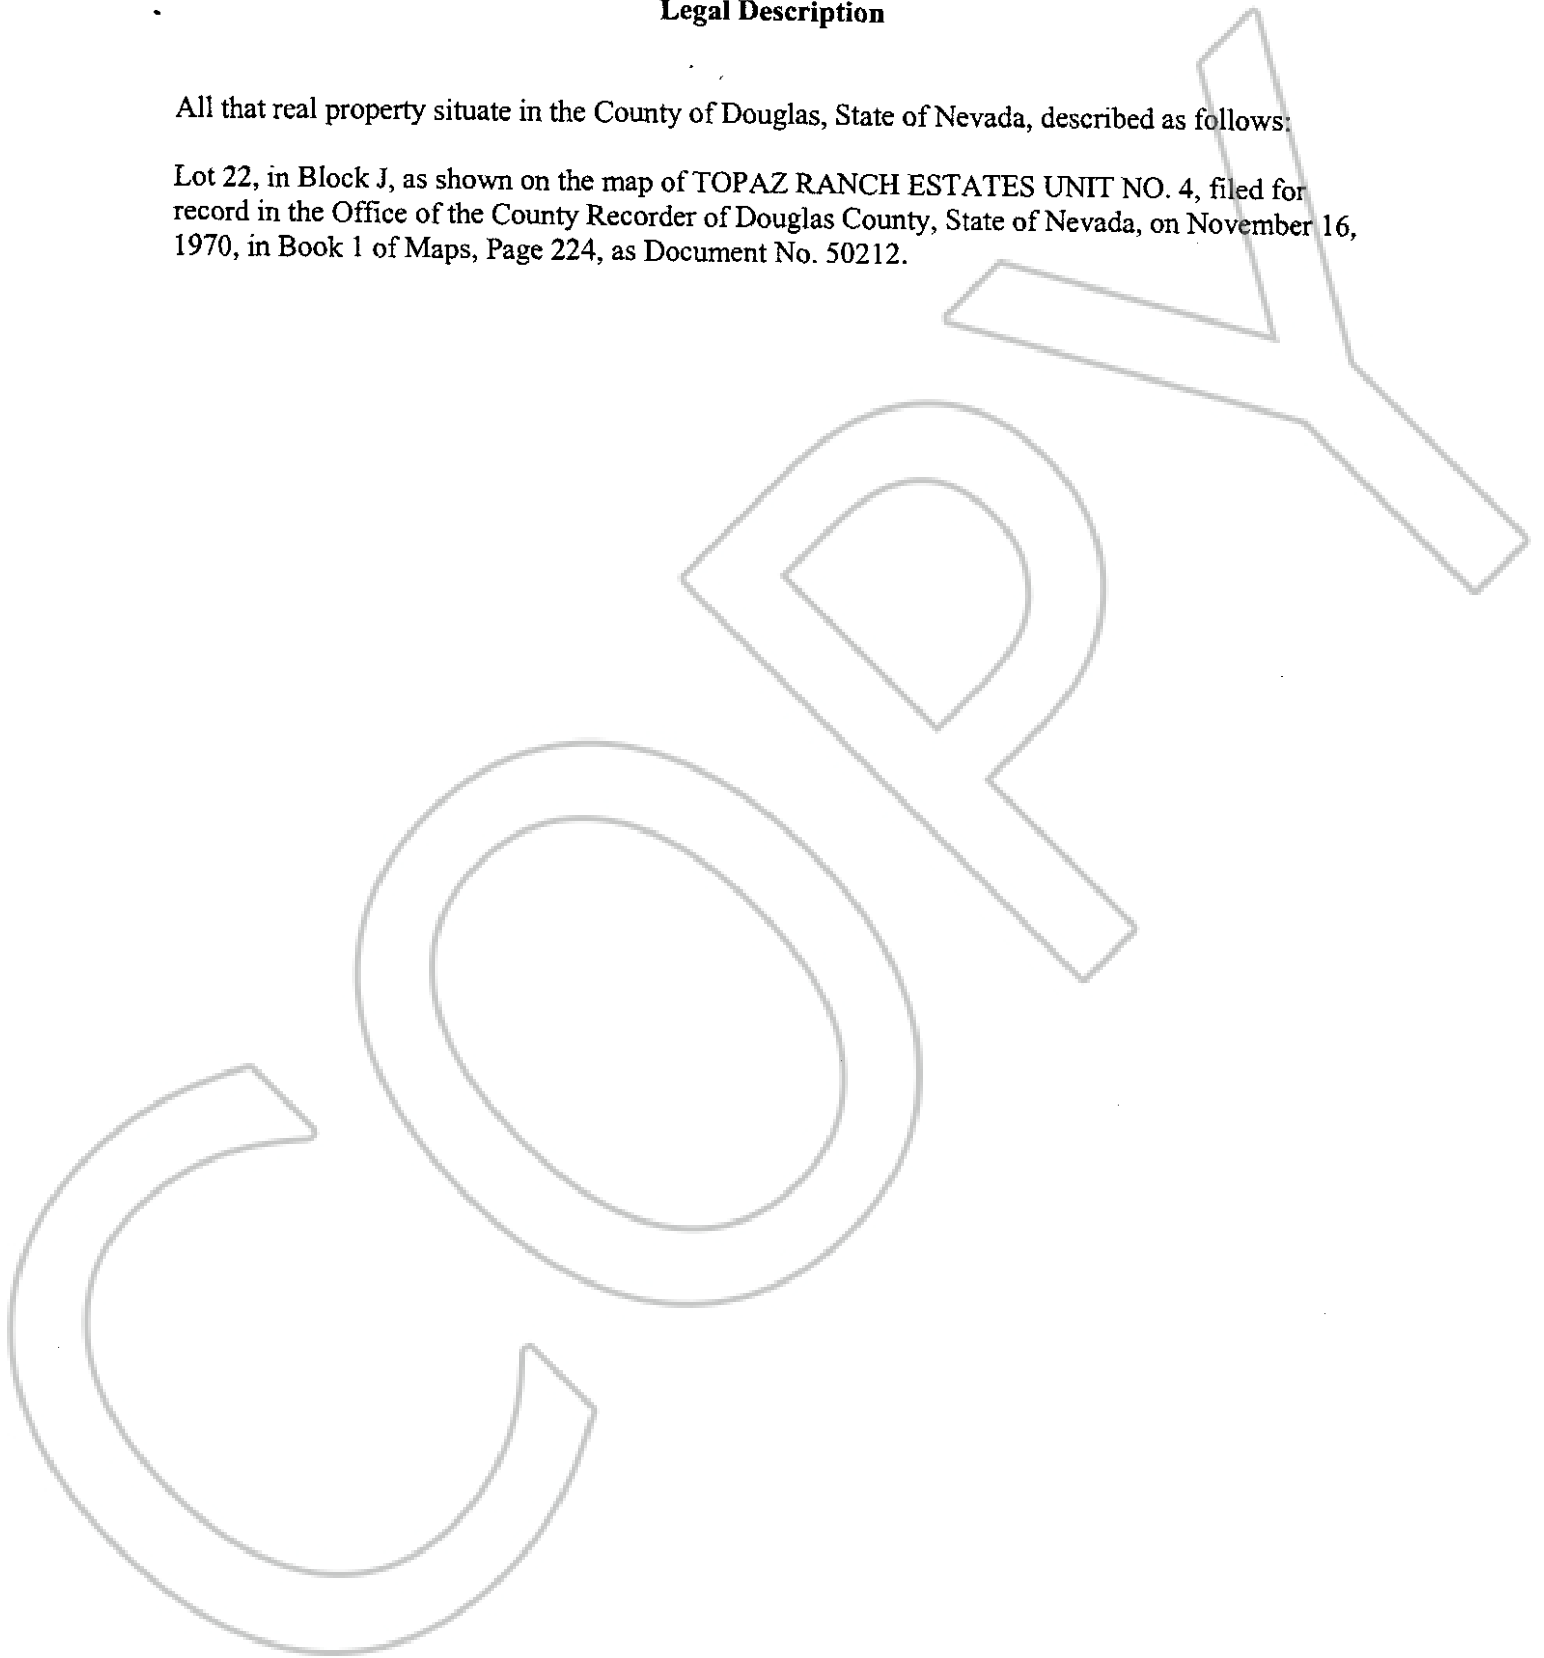 Legal Description
All that real property situate in the County of Douglas, State of Nevada, described as follows:
Lot 22, in Block J, as shown on the map of TOPAZ RANCH ESTATES UNIT NO. 4, filed for
record in the Office of the County Recorder of Douglas County, State of Nevada, on November 16,
1970, in Book 1 of Maps, Page 224, as Document No. 50212.
COPY